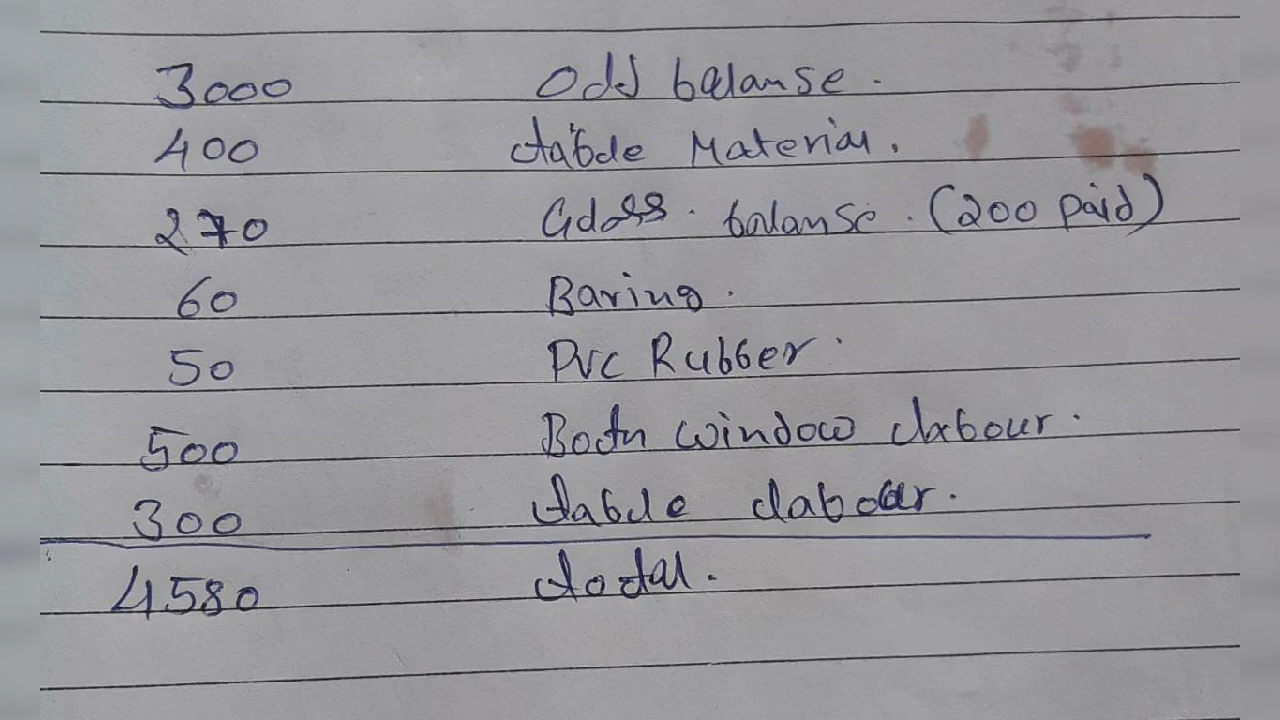 3000 Old balanse.
400 table Material.
270 Glass. balanse. (200 paid)
60 Baring.
50 PVC Rubber.
500 Both window labour.
300 table labour.
4580 total.